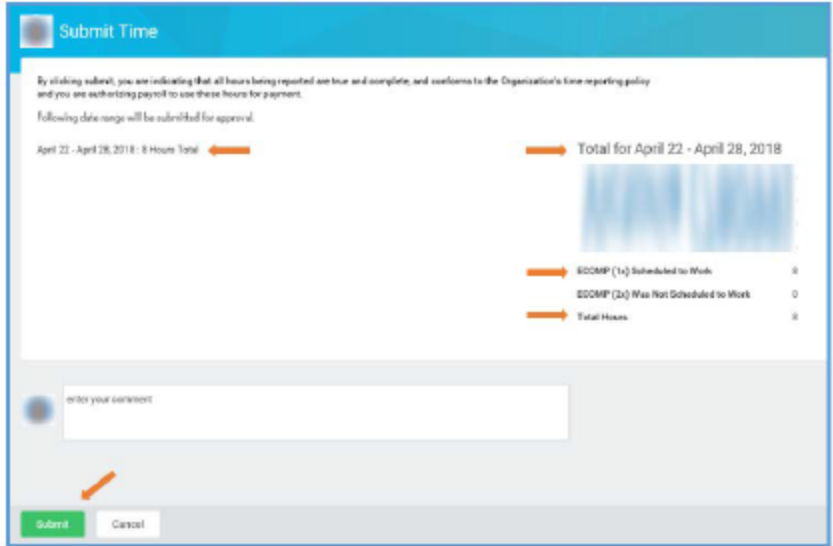 Submit Time
By clicking submit, you are indicating that all hours being reported are true and complete, and conforms to the Organization's time reporting policy
and you are authorizing payroll to use these hours for payment.
Following date range will be submitted for approval.
April 22 - April 28, 2018 : 8 Hours Total
Total for April 22 - April 28, 2018
ECOMP (1x) Scheduled to Work 8
ECOMP (2x) Was Not Scheduled to Work 0
Total Hours 8
enter your comment
Submit Cancel